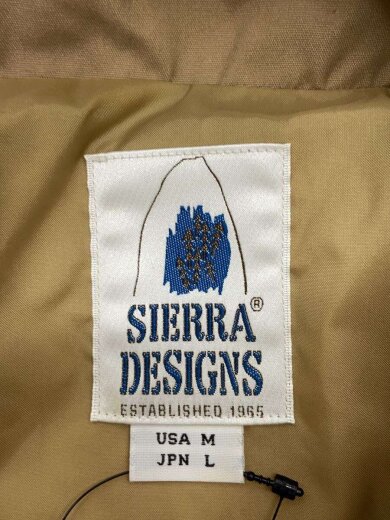 SIERRA ®
DESIGNS
ESTABLISHED 1965
USA M
JPN L